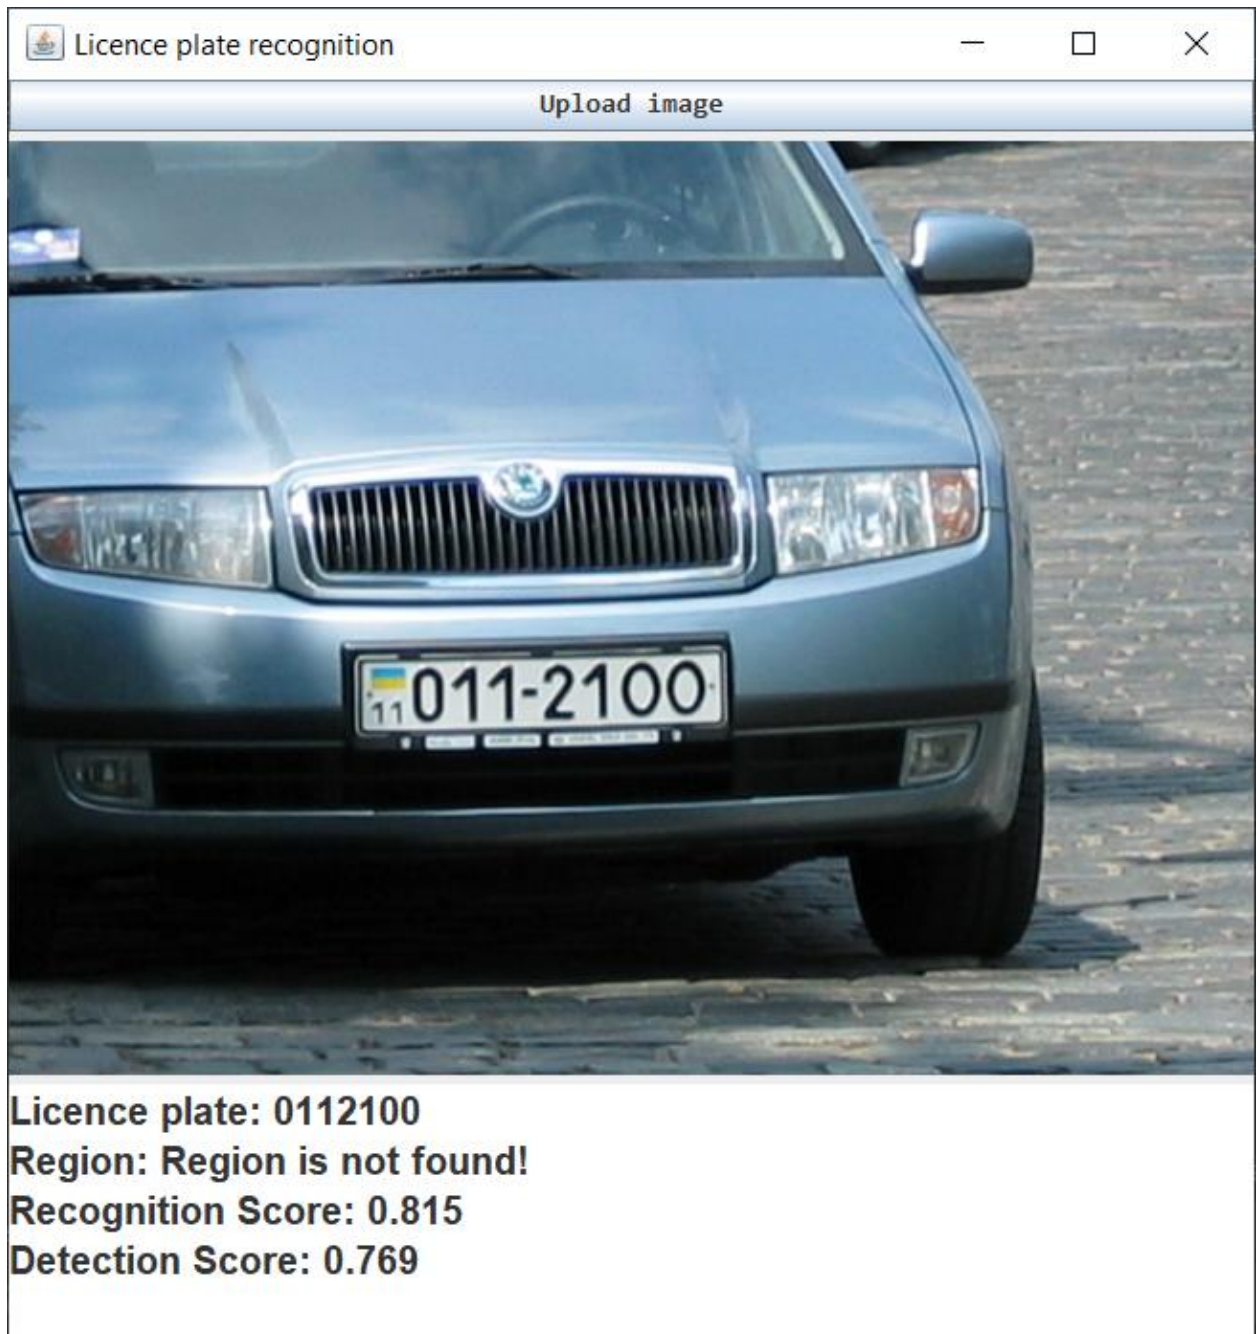 Licence plate recognition
Upload image
11 011-2100
Licence plate: 0112100
Region: Region is not found!
Recognition Score: 0.815
Detection Score: 0.769